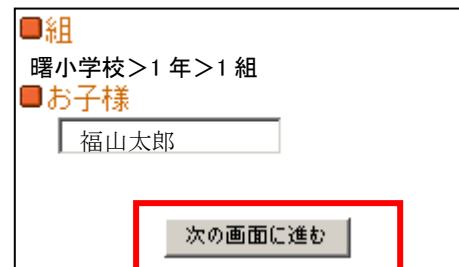 ■組
曙小学校＞1年＞1組
■お子様
福山太郎
次の画面に進む